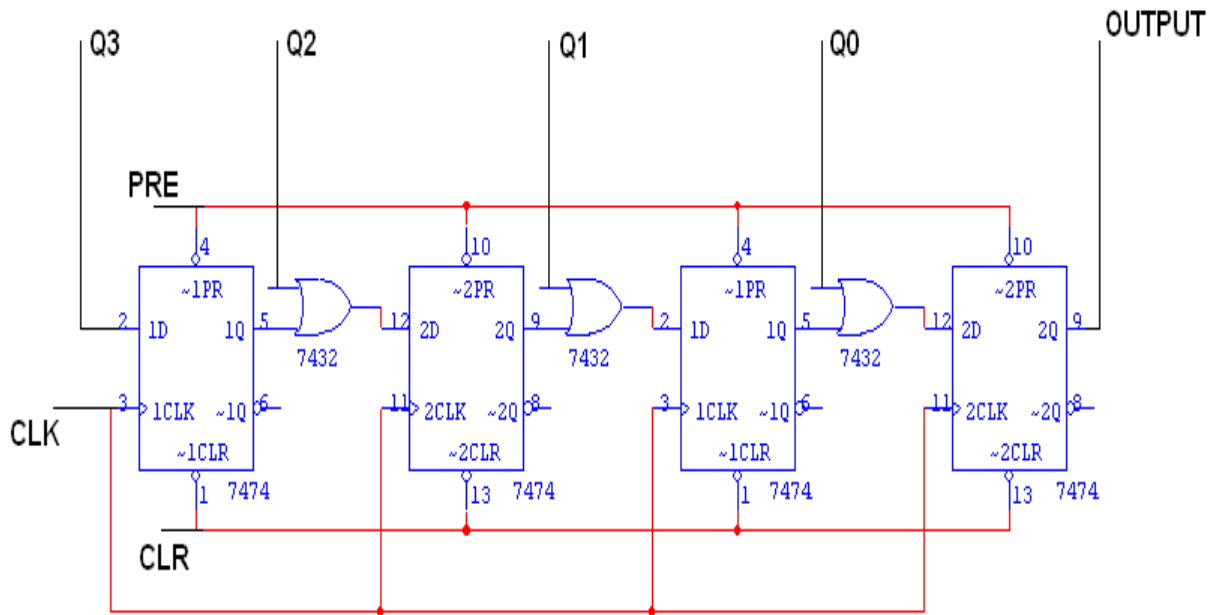 Q3 Q2 Q1 Q0 OUTPUT
PRE
4 10 4 10
~1PR ~2PR ~1PR ~2PR
2 1D 1Q 5 12 2D 2Q 9 2 1D 1Q 5 12 2D 2Q 9
7432 7432 7432
3 1CLK ~1Q 6 11 2CLK ~2Q 8 3 1CLK ~1Q 6 11 2CLK ~2Q 8
CLK
~1CLR ~2CLR ~1CLR ~2CLR
1 7474 13 7474 1 7474 13 7474
CLR